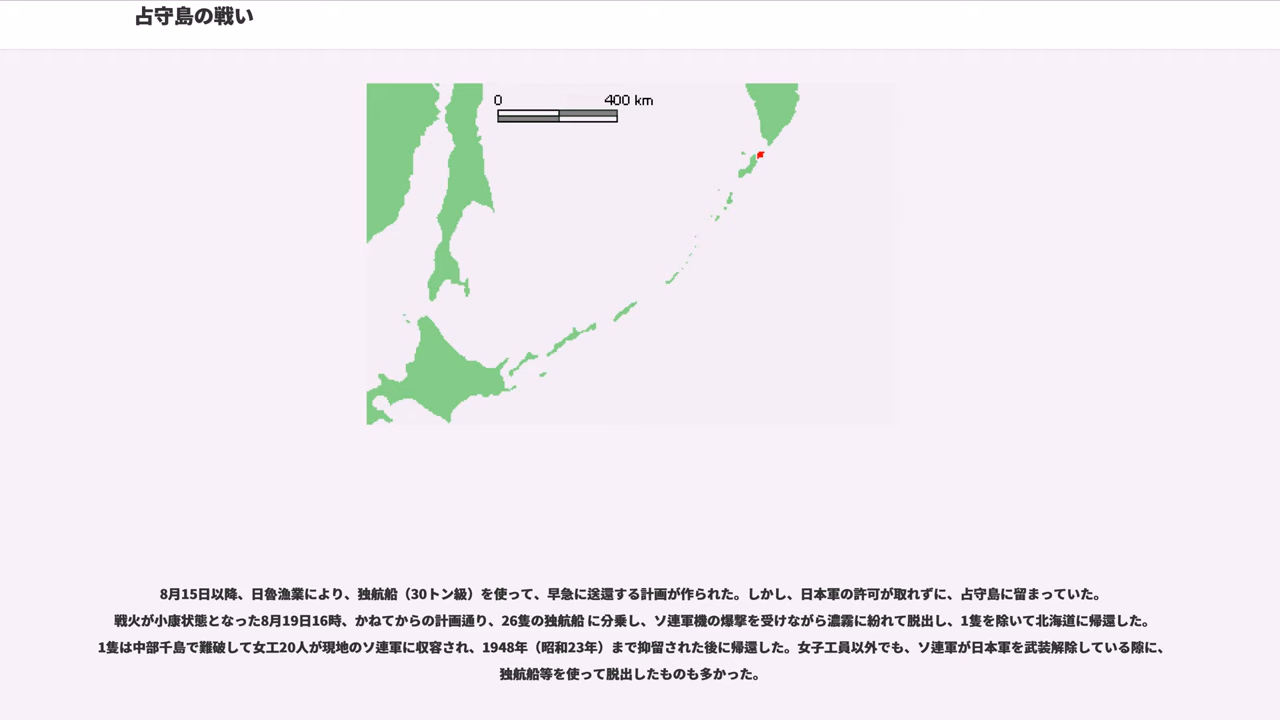 占守島の戦い
0 400 km
8月15日以降、日魯漁業により、独航船（30トン級）を使って、早急に送還する計画が作られた。しかし、日本軍の許可が取れずに、占守島に留まっていた。
戦火が小康状態となった8月19日16時、かねてからの計画通り、26隻の独航船 に分乗し、ソ連軍機の爆撃を受けながら濃霧に紛れて脱出し、1隻を除いて北海道に帰還した。
1隻は中部千島で難破して女工20人が現地のソ連軍に収容され、1948年（昭和23年）まで抑留された後に帰還した。女子工員以外でも、ソ連軍が日本軍を武装解除している隙に、
独航船等を使って脱出したものも多かった。